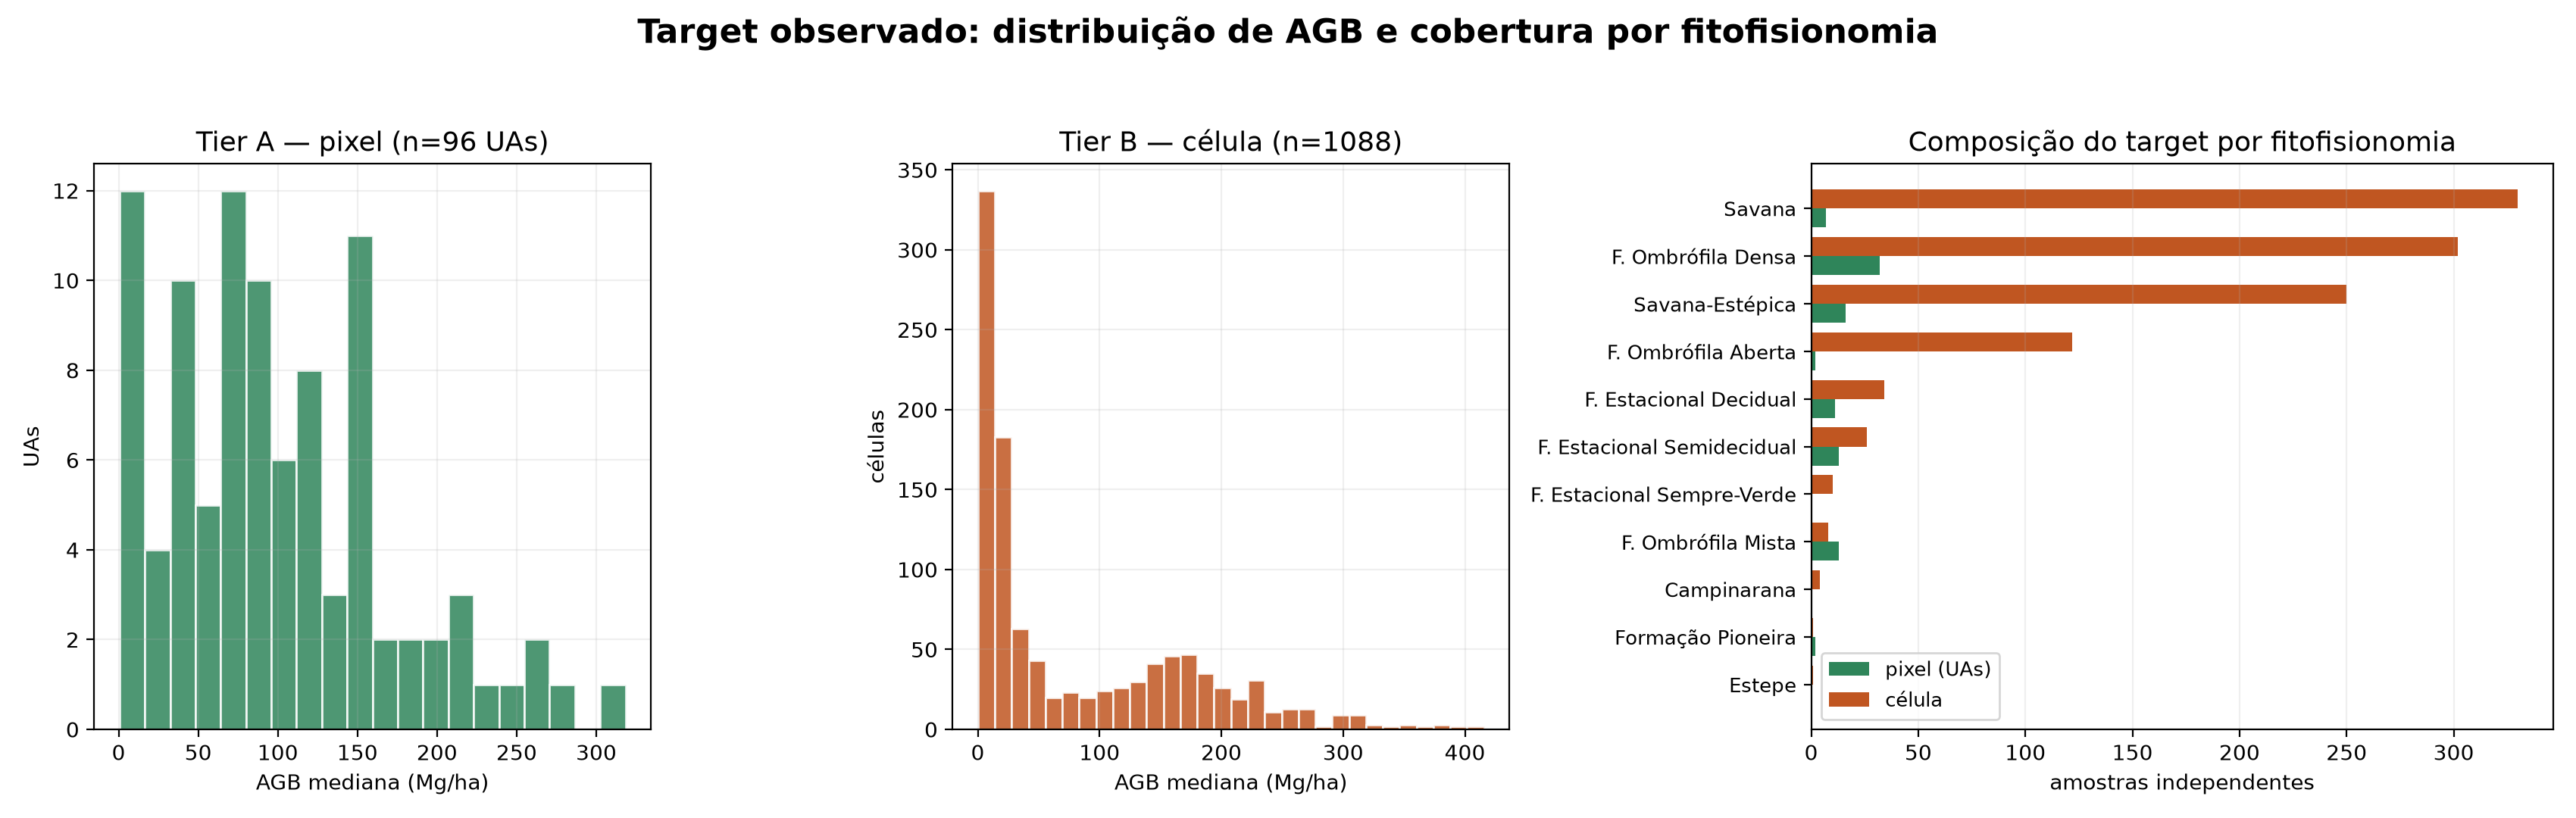 Target observado: distribuição de AGB e cobertura por fitofisionomia
Tier A — pixel (n=96 UAs)
UAs
12
10
8
6
4
2
0
0 50 100 150 200 250 300
AGB mediana (Mg/ha)
Tier B — célula (n=1088)
células
350
300
250
200
150
100
50
0
0 100 200 300 400
AGB mediana (Mg/ha)
Composição do target por fitofisionomia
Savana
F. Ombrófila Densa
Savana-Estépica
F. Ombrófila Aberta
F. Estacional Decidual
F. Estacional Semidecidual
F. Estacional Sempre-Verde
F. Ombrófila Mista
Campinarana
Formação Pioneira
Estepe
pixel (UAs)
célula
0 50 100 150 200 250 300
amostras independentes